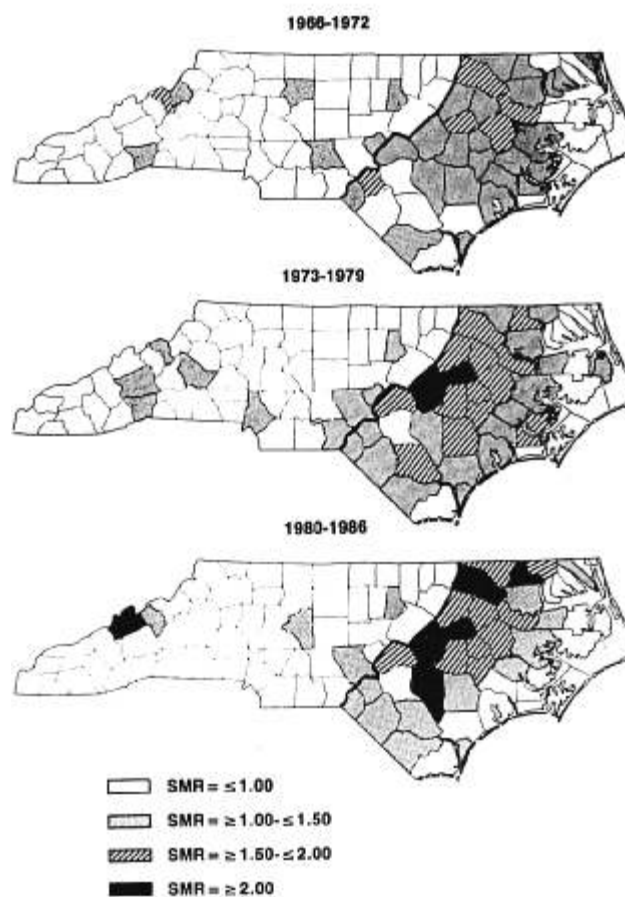 1966-1972
1973-1979
1980-1986
SMR = ≤ 1.00
SMR = ≥ 1.00-≤ 1.50
SMR = ≥ 1.50-≤ 2.00
SMR = ≥ 2.00